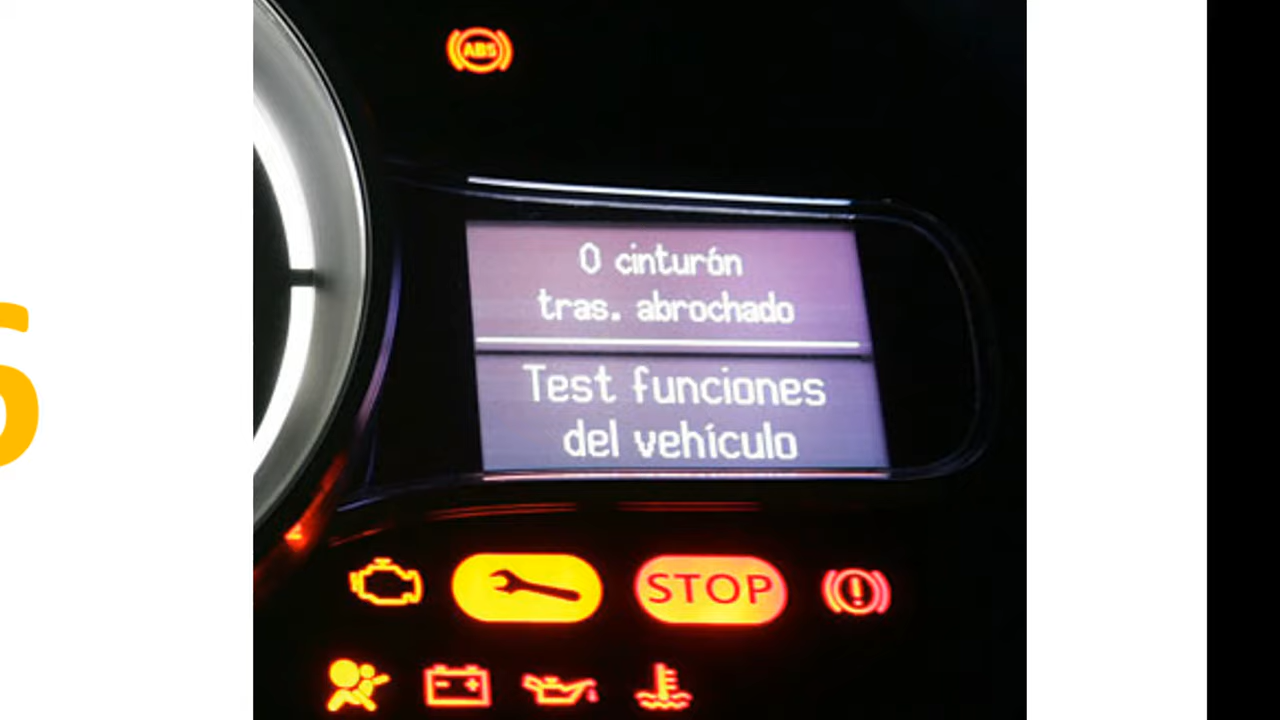 ABS
0 cinturón
tras. abrochado
Test funciones
del vehículo
STOP